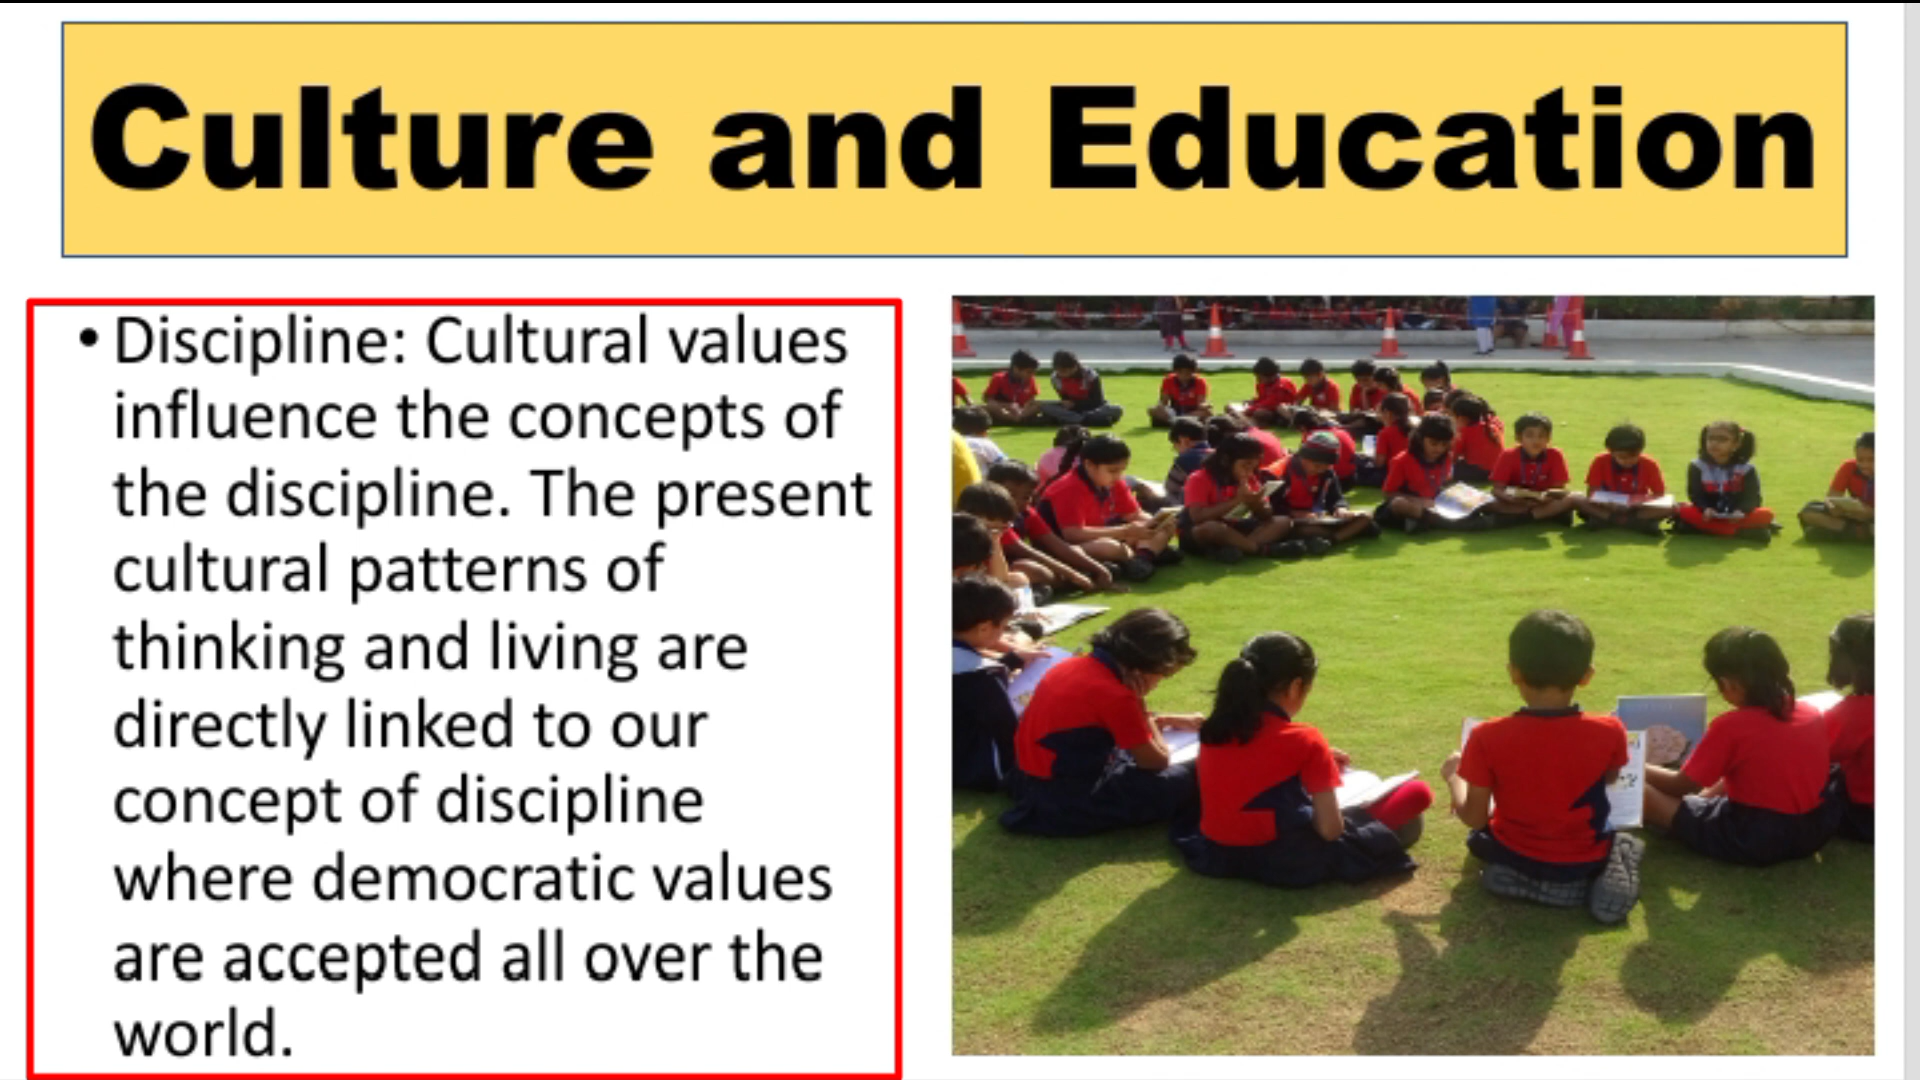 Culture and Education
• Discipline: Cultural values
influence the concepts of
the discipline. The present
cultural patterns of
thinking and living are
directly linked to our
concept of discipline
where democratic values
are accepted all over the
world.